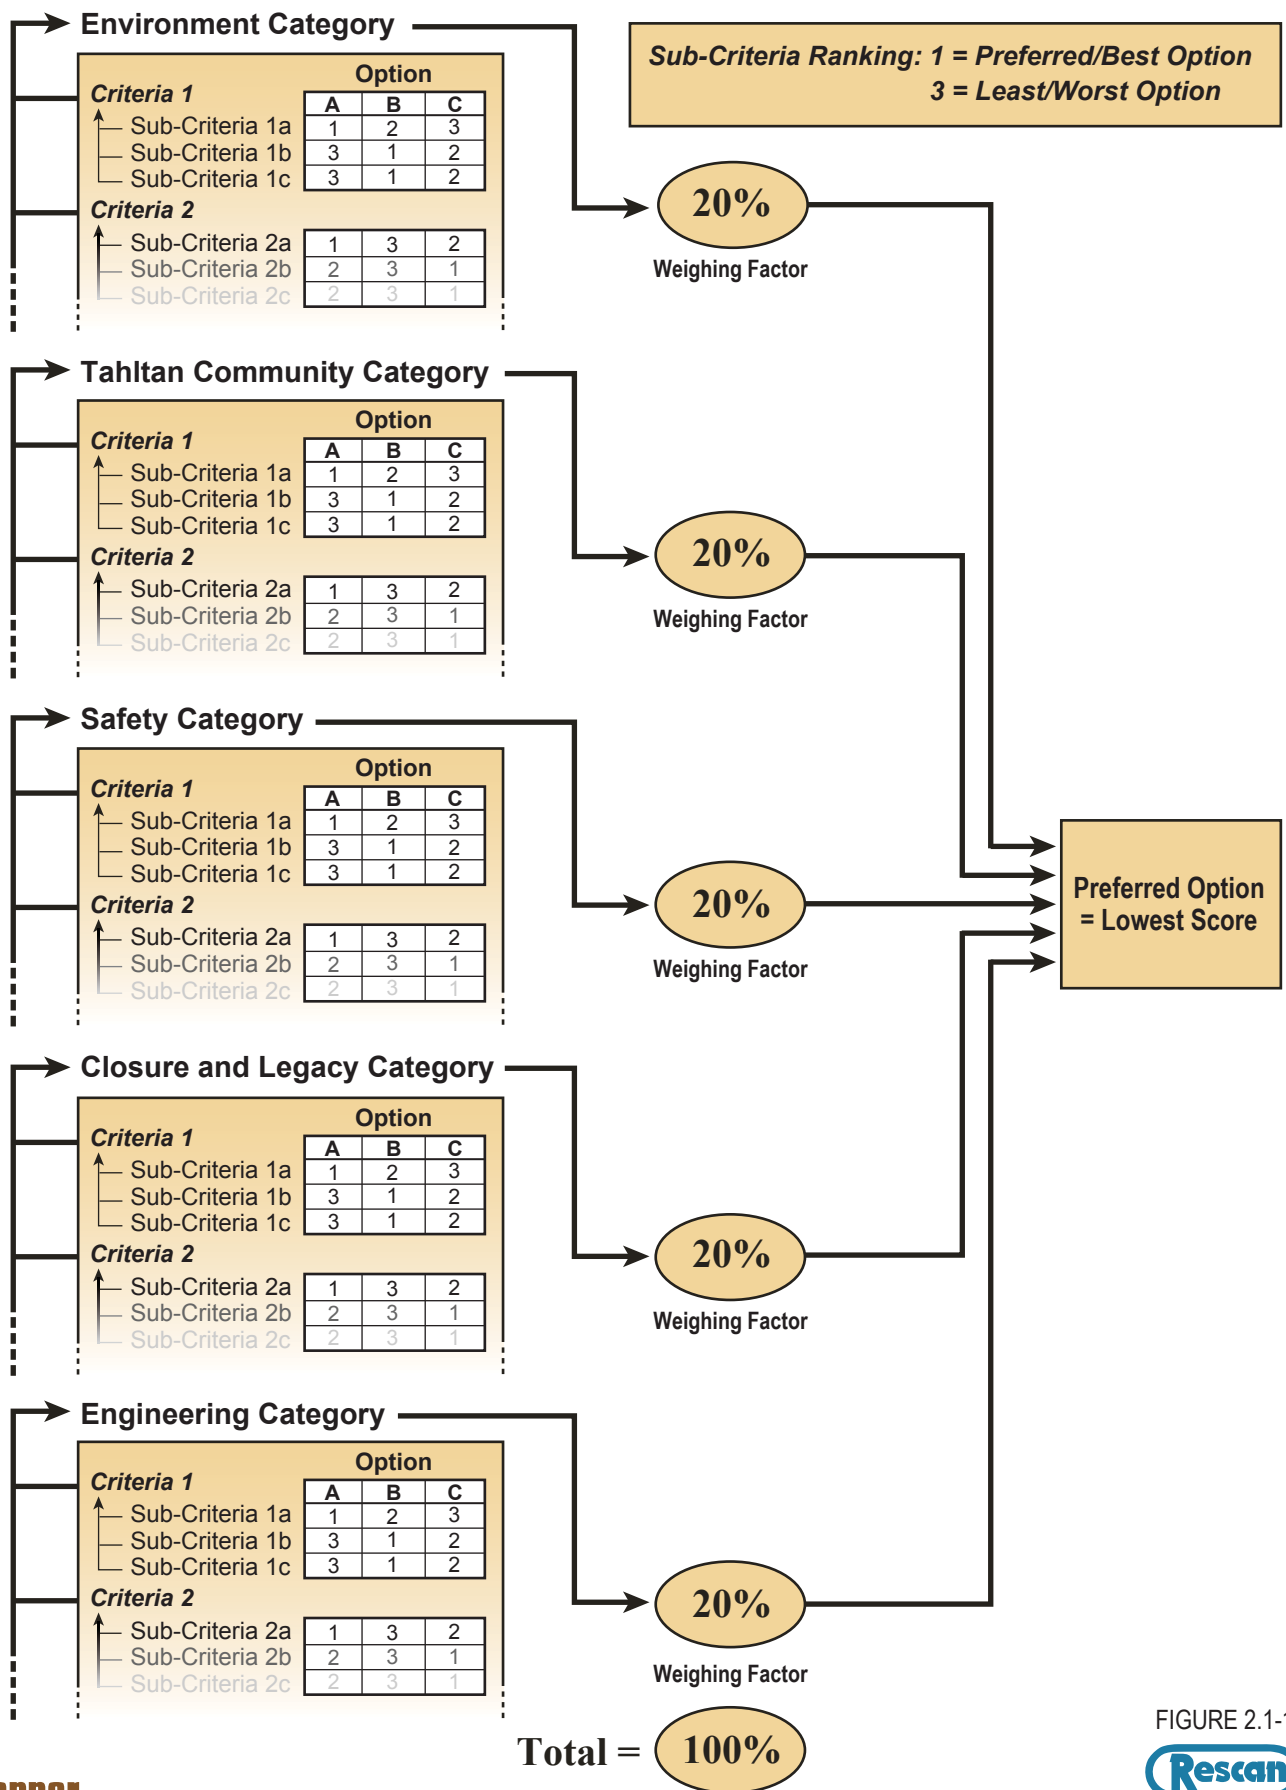 Environment Category
Sub-Criteria Ranking: 1 = Preferred/Best Option
3 = Least/Worst Option
Option
Criteria 1
A B C
Sub-Criteria 1a 1 2 3
Sub-Criteria 1b 3 1 2
Sub-Criteria 1c 3 1 2
Criteria 2
Sub-Criteria 2a 1 3 2
Sub-Criteria 2b 2 3 1
Sub-Criteria 2c 2 3 1
20%
Weighing Factor
Tahltan Community Category
Option
Criteria 1
A B C
Sub-Criteria 1a 1 2 3
Sub-Criteria 1b 3 1 2
Sub-Criteria 1c 3 1 2
Criteria 2
Sub-Criteria 2a 1 3 2
Sub-Criteria 2b 2 3 1
Sub-Criteria 2c 2 3 1
20%
Weighing Factor
Safety Category
Option
Criteria 1
A B C
Sub-Criteria 1a 1 2 3
Sub-Criteria 1b 3 1 2
Sub-Criteria 1c 3 1 2
Criteria 2
Sub-Criteria 2a 1 3 2
Sub-Criteria 2b 2 3 1
Sub-Criteria 2c 2 3 1
20%
Weighing Factor
Preferred Option
= Lowest Score
Closure and Legacy Category
Option
Criteria 1
A B C
Sub-Criteria 1a 1 2 3
Sub-Criteria 1b 3 1 2
Sub-Criteria 1c 3 1 2
Criteria 2
Sub-Criteria 2a 1 3 2
Sub-Criteria 2b 2 3 1
Sub-Criteria 2c 2 3 1
20%
Weighing Factor
Engineering Category
Option
Criteria 1
A B C
Sub-Criteria 1a 1 2 3
Sub-Criteria 1b 3 1 2
Sub-Criteria 1c 3 1 2
Criteria 2
Sub-Criteria 2a 1 3 2
Sub-Criteria 2b 2 3 1
Sub-Criteria 2c 2 3 1
20%
Weighing Factor
Total = 100%
FIGURE 2.1-1
Rescan